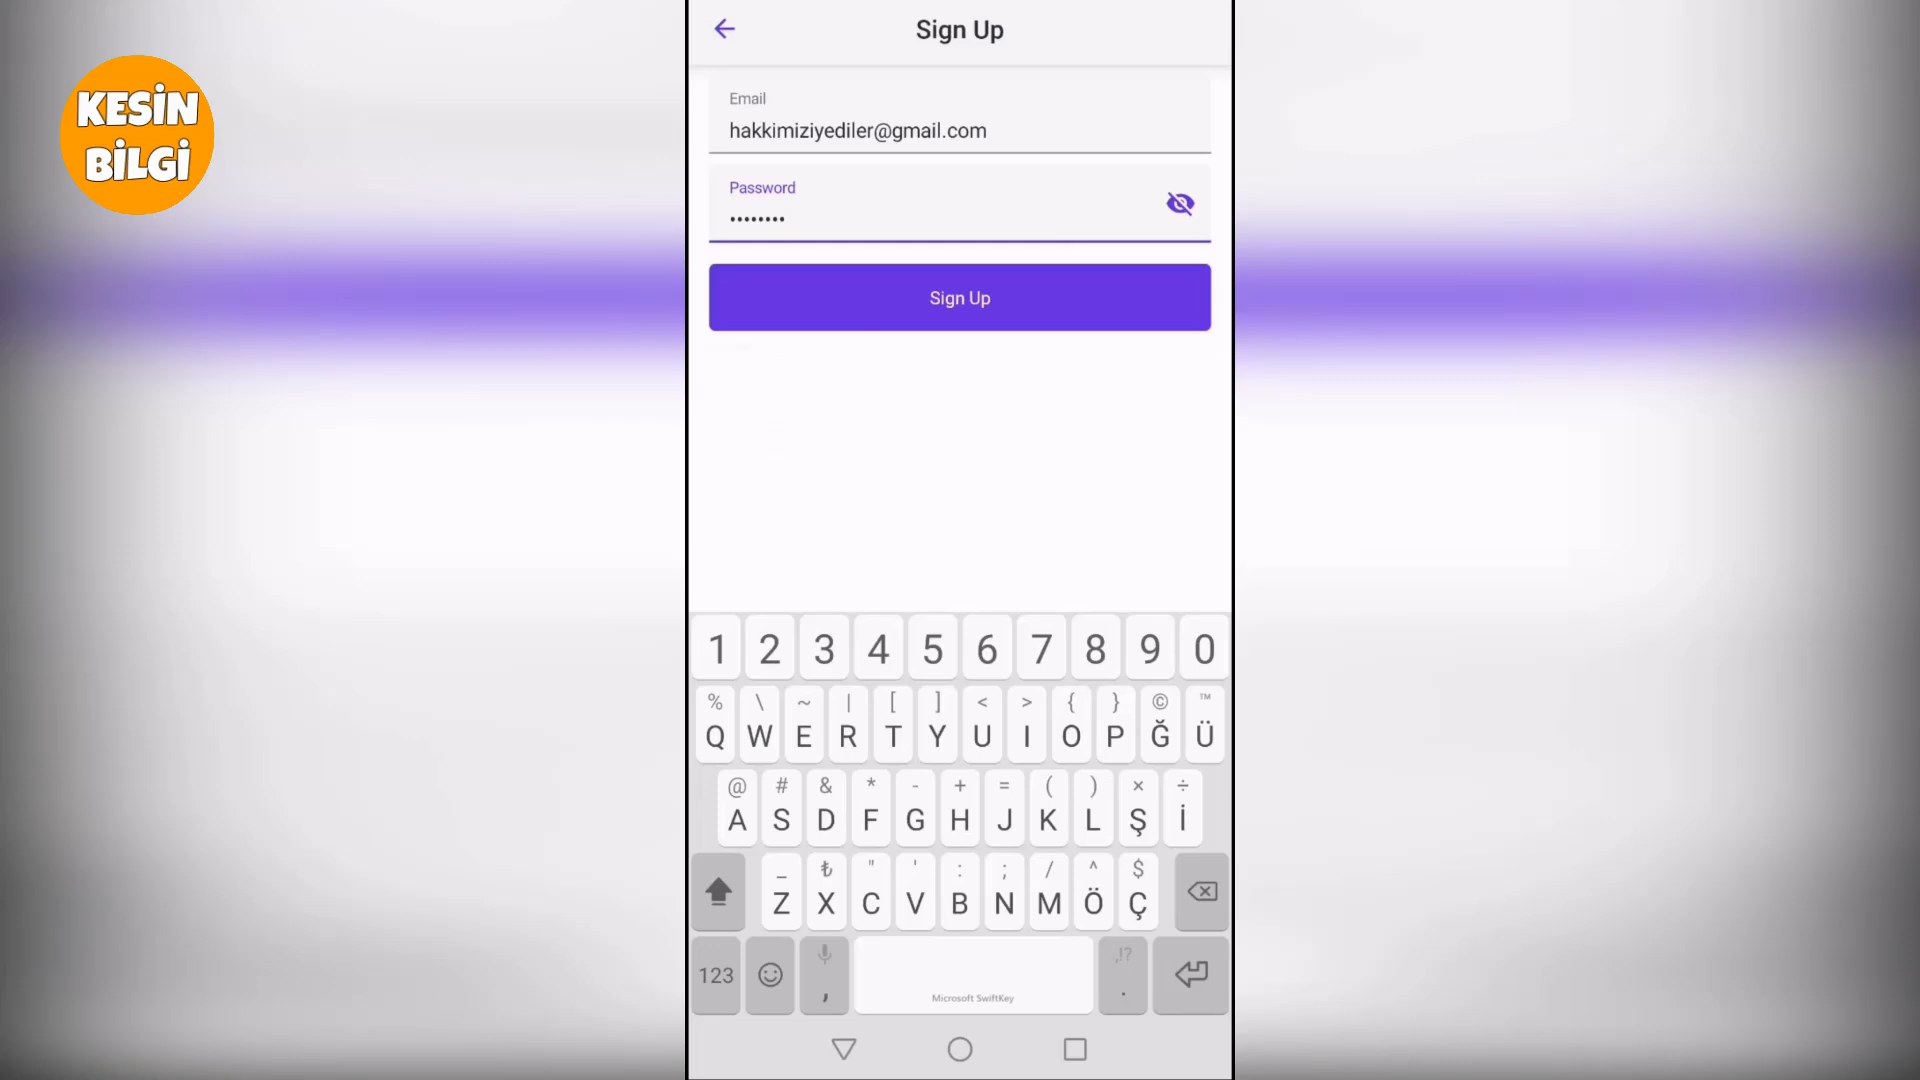 KESİN
BİLGİ
Sign Up
Email
hakkimiziyediler@gmail.com
Password
••••••••
Sign Up
1 2 3 4 5 6 7 8 9 0
% \ ~ | [ ] < > { } © ™
Q W E R T Y U I O P Ğ Ü
@ # & * - + = ( ) × ÷
A S D F G H J K L Ş İ
_ ₺ " ' : ; / ^ $
Z X C V B N M Ö Ç
,!?
123 , Microsoft SwiftKey .